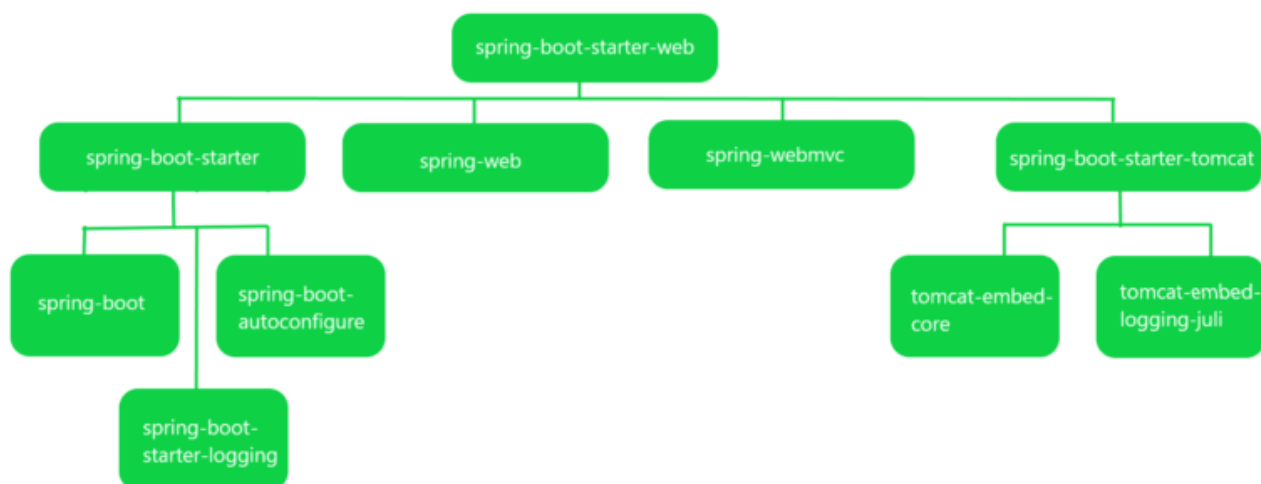 spring-boot-starter-web
spring-boot-starter
spring-web
spring-webmvc
spring-boot-starter-tomcat
spring-boot
spring-boot-
autoconfigure
tomcat-embed-
core
tomcat-embed-
logging-juli
spring-boot-
starter-logging